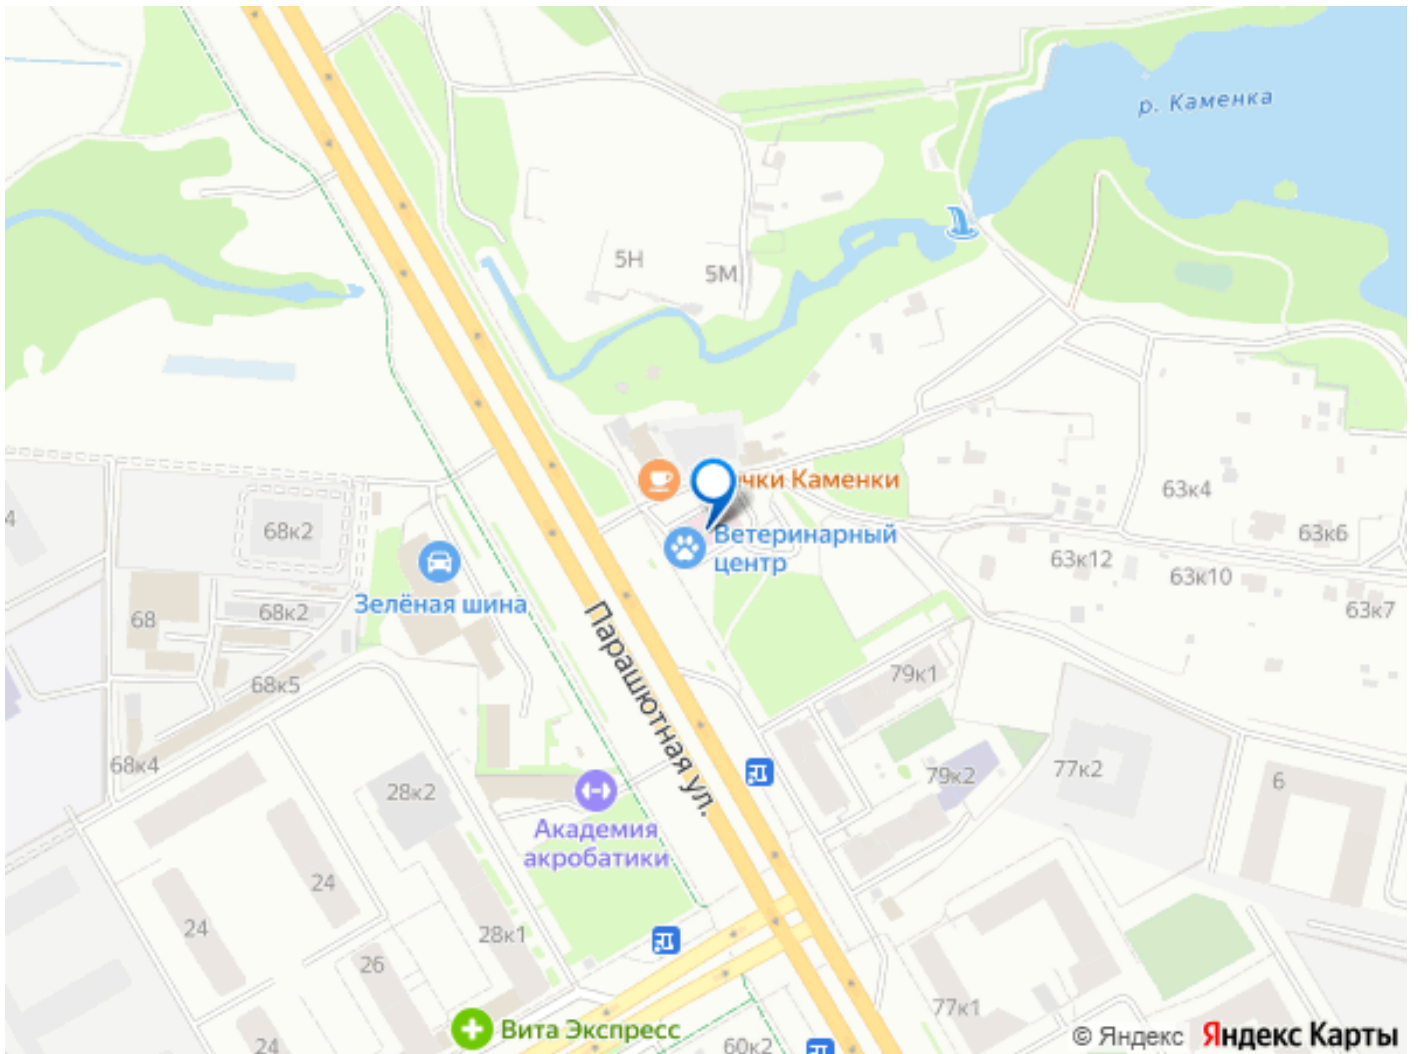 р. Каменка
5Н
5М
чки Каменки
63к4
4
68к2
Ветеринарный
центр
63к6
63к12
63к10
Зелёная шина
63к7
68к2
68
Парашютная ул.
68к5
79к1
68к4
77к2
79к2
6
28к2
Академия
акробатики
24
24
28к1
26
77к1
Вита Экспресс
24
60к2
© Яндекс
Яндекс Карты